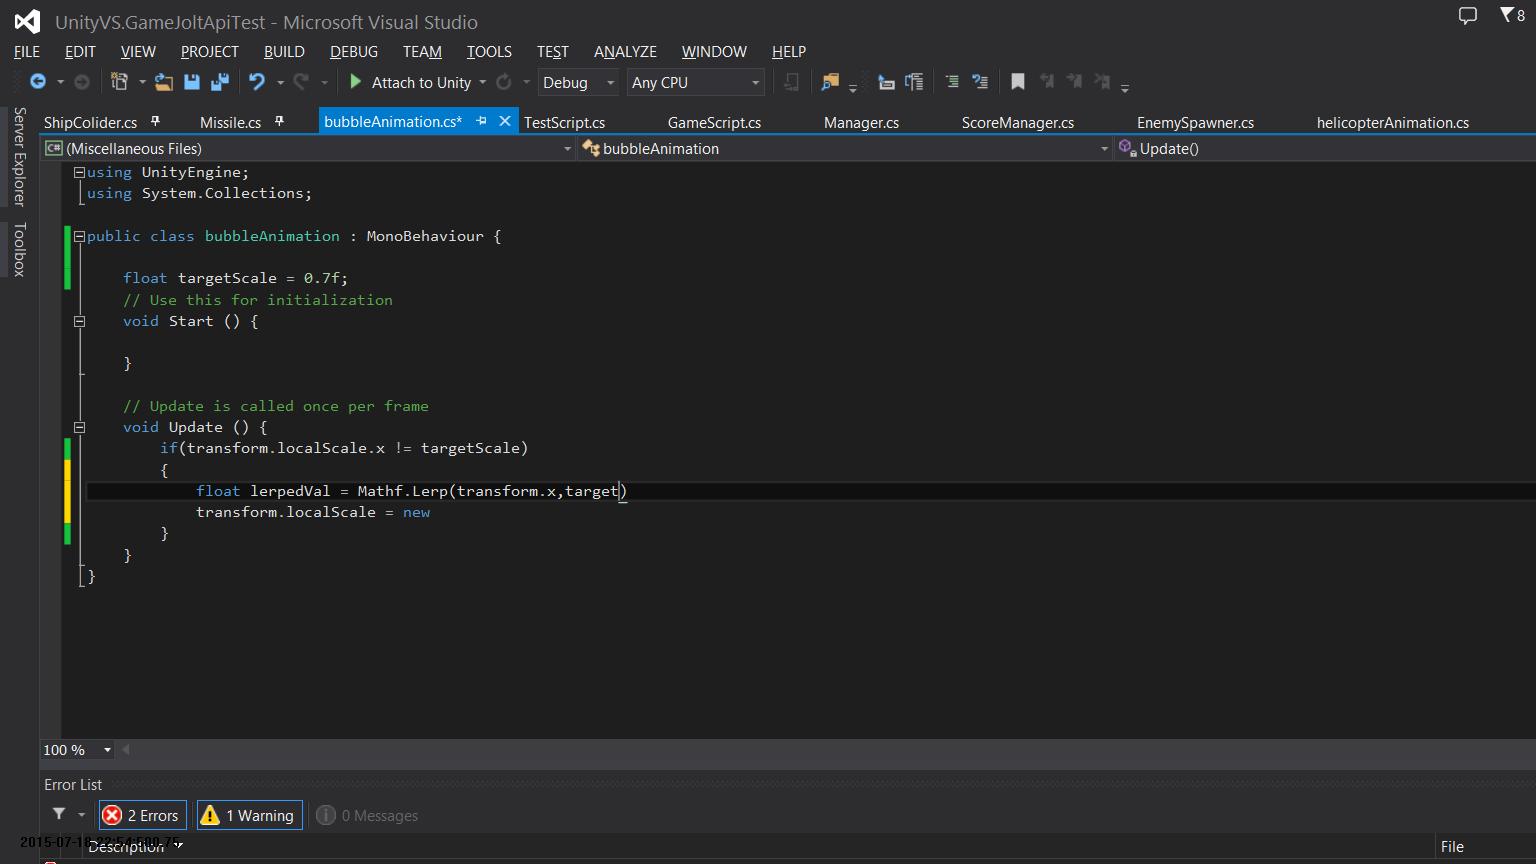 UnityVS.GameJoltApiTest - Microsoft Visual Studio
8
FILE EDIT VIEW PROJECT BUILD DEBUG TEAM TOOLS TEST ANALYZE WINDOW HELP
Attach to Unity Debug Any CPU
Server Explorer
Toolbox
ShipColider.cs Missile.cs bubbleAnimation.cs* TestScript.cs GameScript.cs Manager.cs ScoreManager.cs EnemySpawner.cs helicopterAnimation.cs
C# (Miscellaneous Files) bubbleAnimation Update()
using UnityEngine;
using System.Collections;
public class bubbleAnimation : MonoBehaviour {
float targetScale = 0.7f;
// Use this for initialization
void Start () {
}
// Update is called once per frame
void Update () {
if(transform.localScale.x != targetScale)
{
float lerpedVal = Mathf.Lerp(transform.x,target)
transform.localScale = new
}
}
}
100 %
Error List
2 Errors 1 Warning 0 Messages
Description File